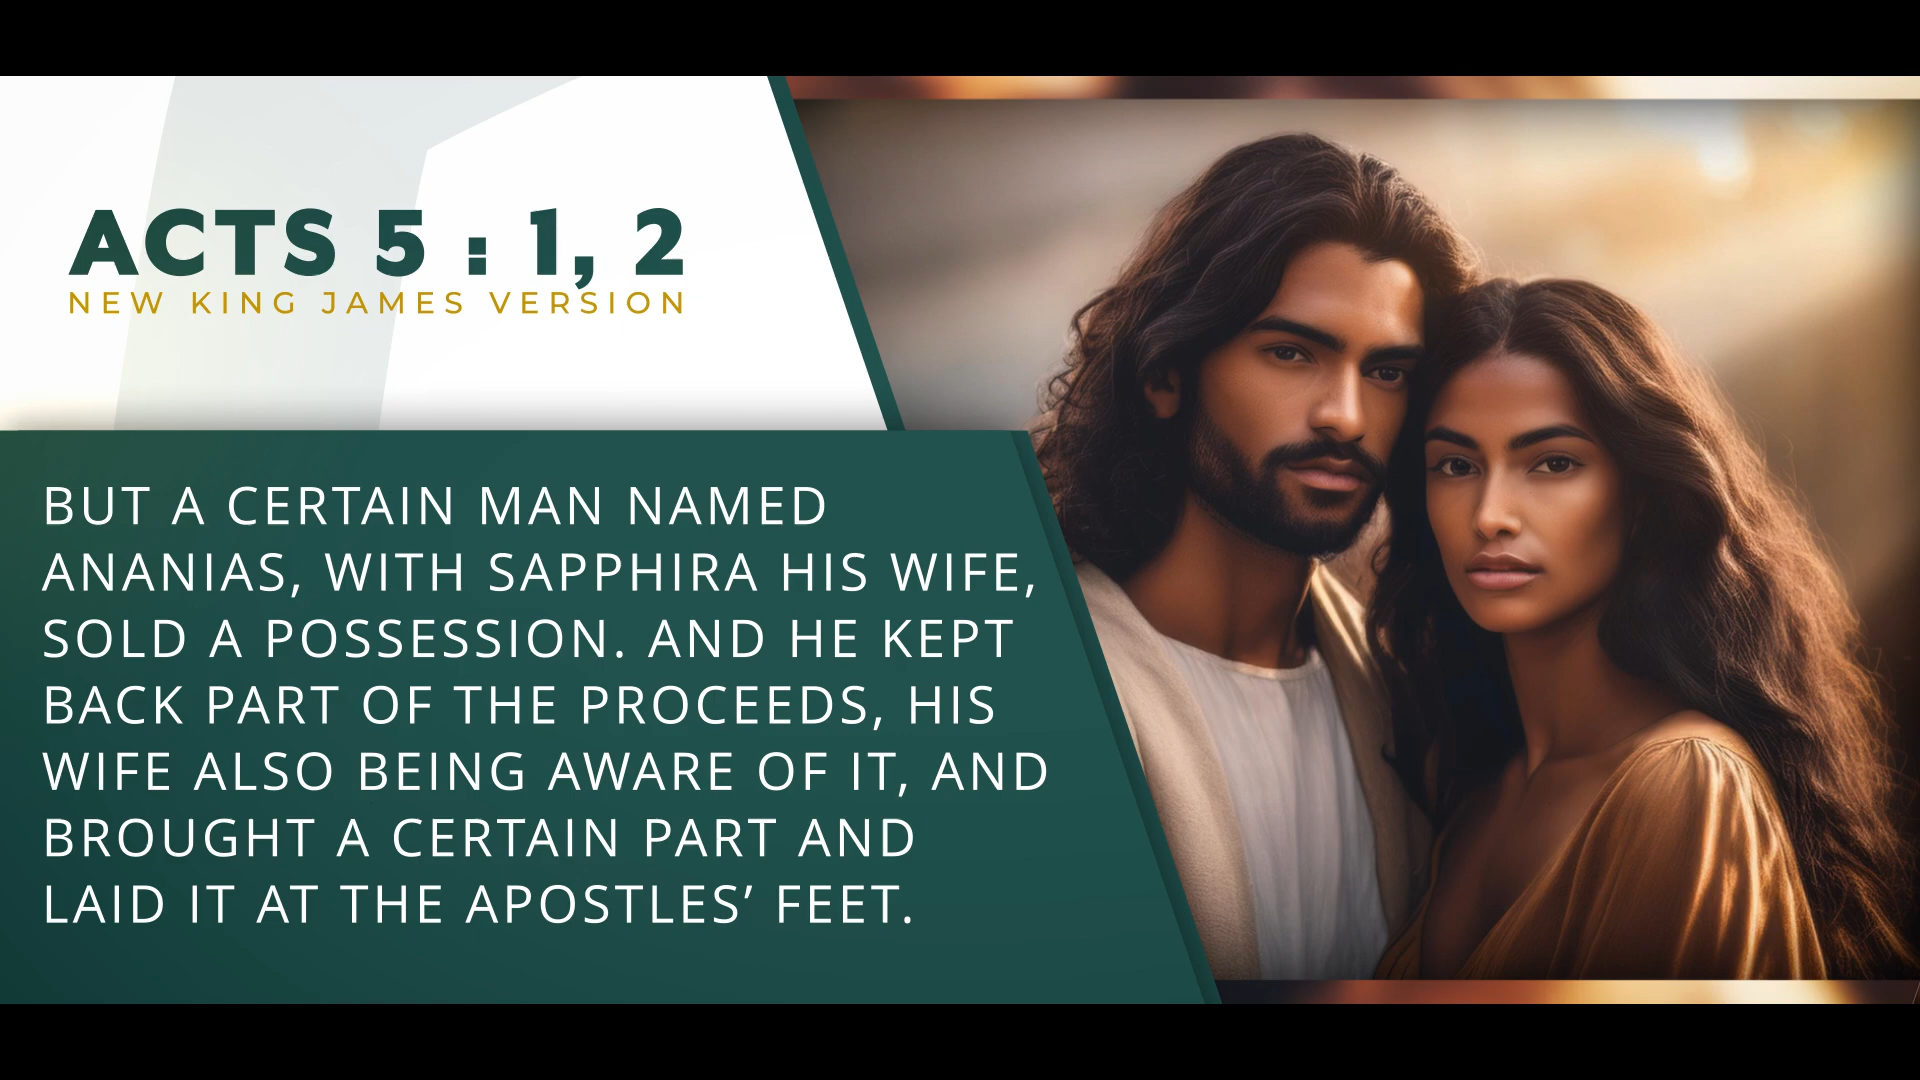 ACTS 5 : 1, 2
NEW KING JAMES VERSION
BUT A CERTAIN MAN NAMED
ANANIAS, WITH SAPPHIRA HIS WIFE,
SOLD A POSSESSION. AND HE KEPT
BACK PART OF THE PROCEEDS, HIS
WIFE ALSO BEING AWARE OF IT, AND
BROUGHT A CERTAIN PART AND
LAID IT AT THE APOSTLES’ FEET.